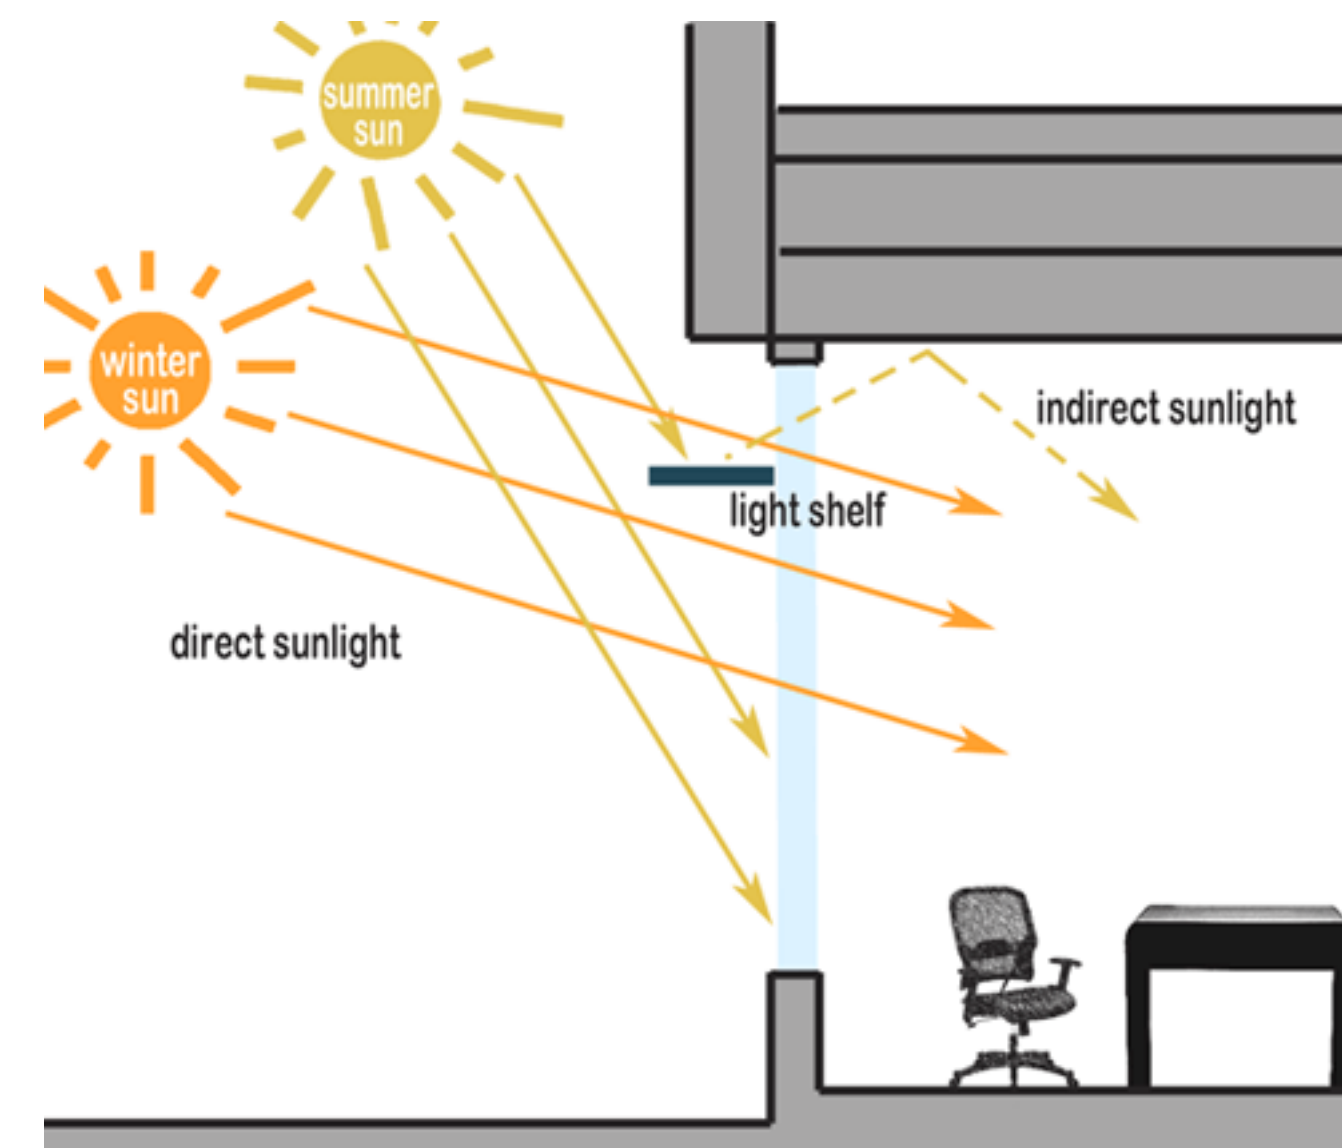 summer
sun
winter
sun
indirect sunlight
light shelf
direct sunlight